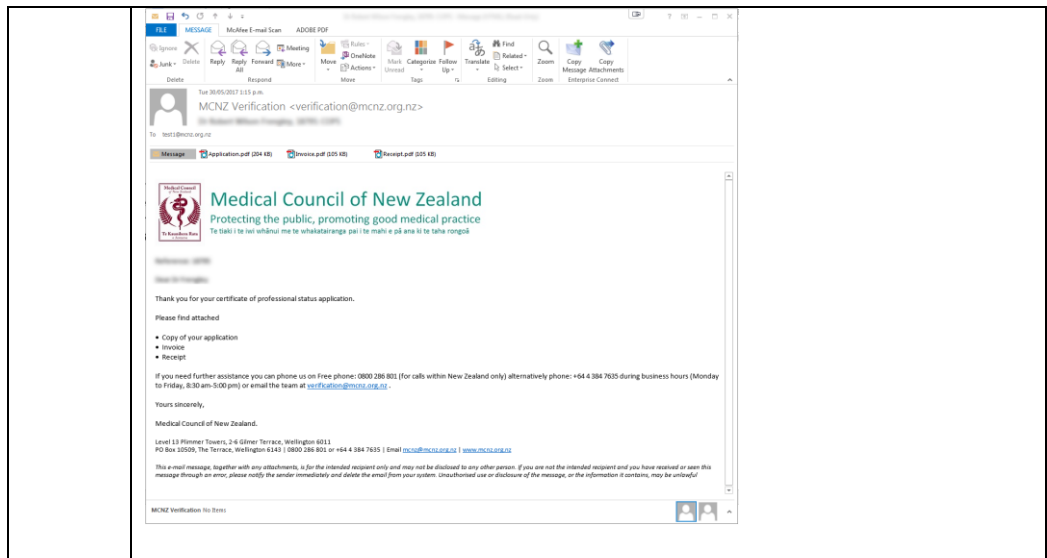 FILE MESSAGE McAfee E-mail Scan ADOBE PDF
Ignore
Junk
Delete
Reply
Reply All
Forward
Meeting
More
Move
Rules
OneNote
Actions
Mark Unread
Categorize
Follow Up
Translate
Find
Related
Select
Zoom
Copy Message
Copy Attachments
Delete Respond Move Tags Editing Zoom Enterprise Connect
Tue 30/05/2017 1:15 p.m.
MCNZ Verification <verification@mcnz.org.nz>
To test1@mcnz.org.nz
Message Application.pdf (204 KB) Invoice.pdf (105 KB) Receipt.pdf (105 KB)
Medical Council
of New Zealand
Te Kaunihera Rata
o Aotearoa
Medical Council of New Zealand
Protecting the public, promoting good medical practice
Te tiaki i te iwi whānui me te whakatairanga pai i te mahi e pā ana ki te taha rongoā
Thank you for your certificate of professional status application.
Please find attached
• Copy of your application
• Invoice
• Receipt
If you need further assistance you can phone us on Free phone: 0800 286 801 (for calls within New Zealand only) alternatively phone: +64 4 384 7635 during business hours (Monday
to Friday, 8:30 am-5:00 pm) or email the team at verification@mcnz.org.nz .
Yours sincerely,
Medical Council of New Zealand.
Level 13 Plimmer Towers, 2-6 Gilmer Terrace, Wellington 6011
PO Box 10509, The Terrace, Wellington 6143 | 0800 286 801 or +64 4 384 7635 | Email mcnz@mcnz.org.nz | www.mcnz.org.nz
This e-mail message, together with any attachments, is for the intended recipient only and may not be disclosed to any other person. If you are not the intended recipient and you have received or seen this
message through an error, please notify the sender immediately and delete the email from your system. Unauthorised use or disclosure of the message, or the information it contains, may be unlawful
MCNZ Verification No Items